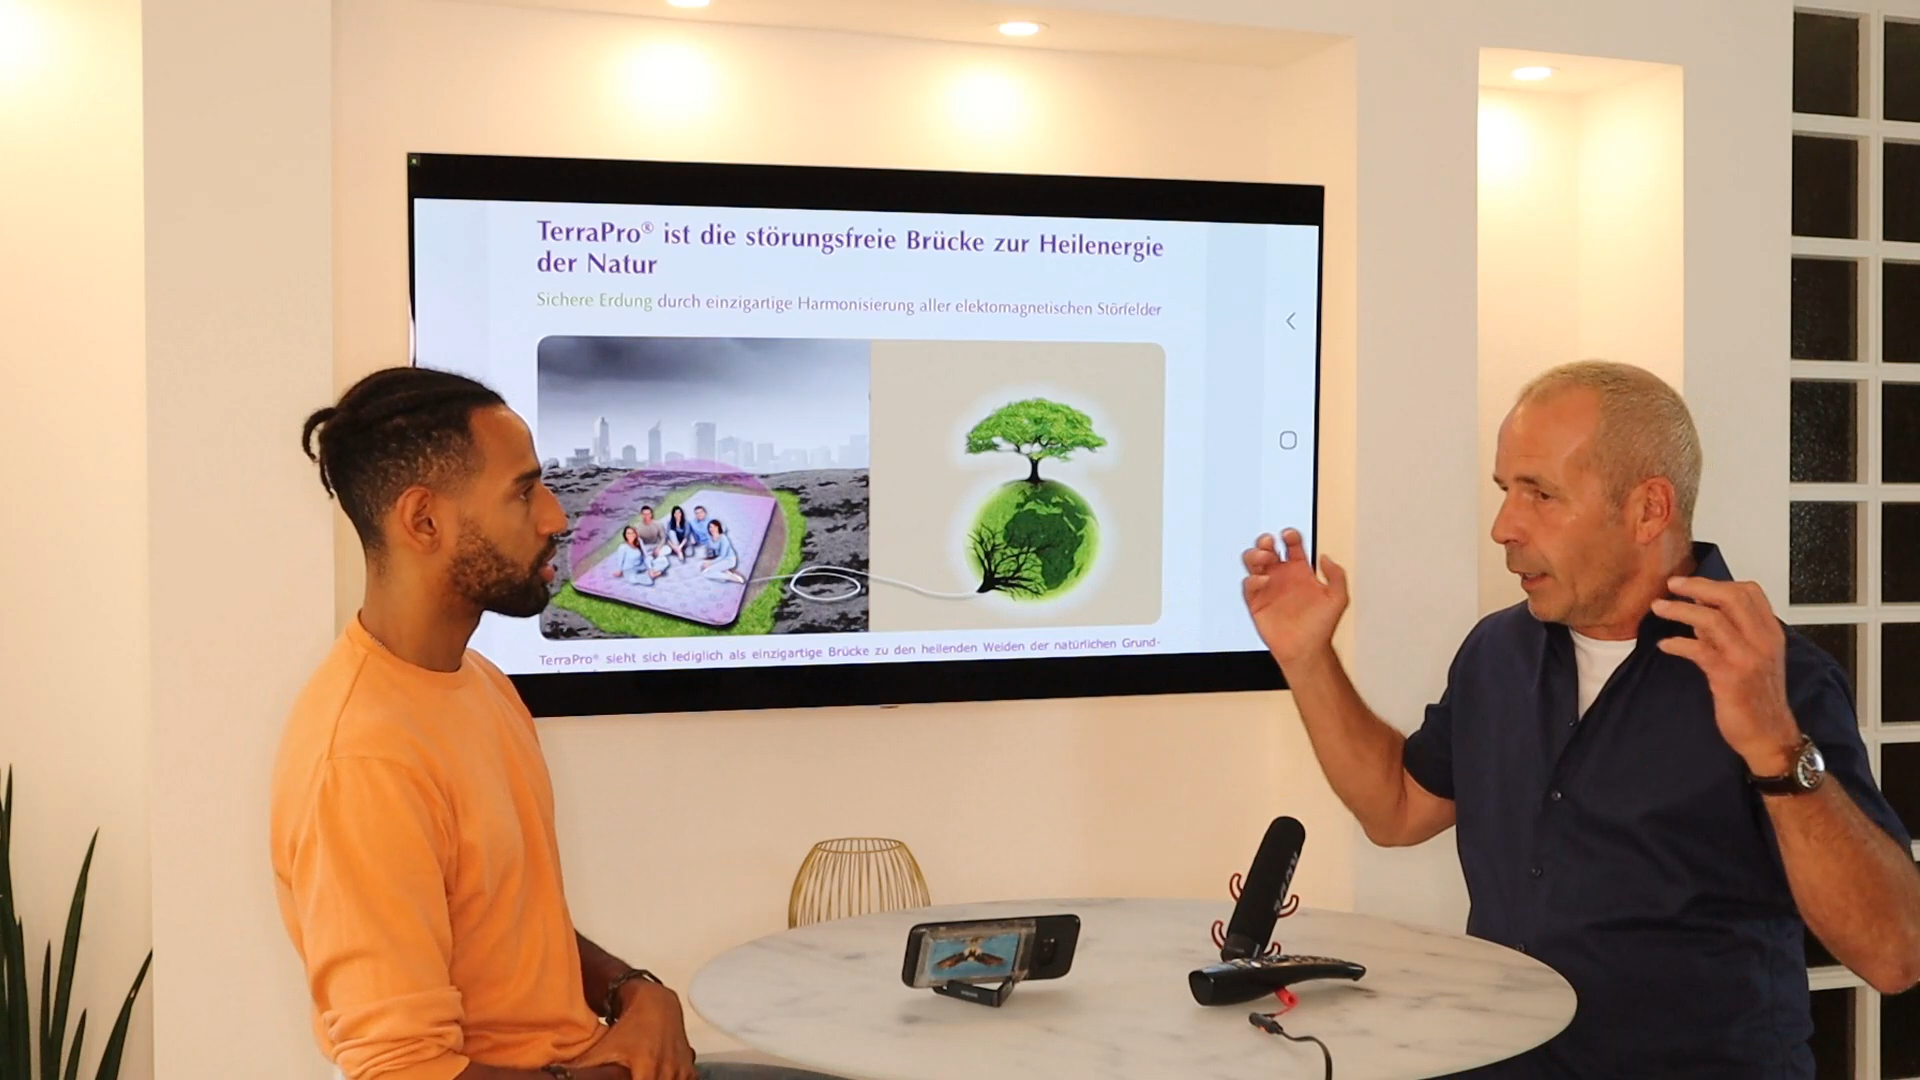 TerraPro® ist die störungsfreie Brücke zur Heilenergie
der Natur
Sichere Erdung durch einzigartige Harmonisierung aller elektomagnetischen Störfelder
TerraPro® sieht sich lediglich als einzigartige Brücke zu den heilenden Weiden der natürlichen Grund-
RODE